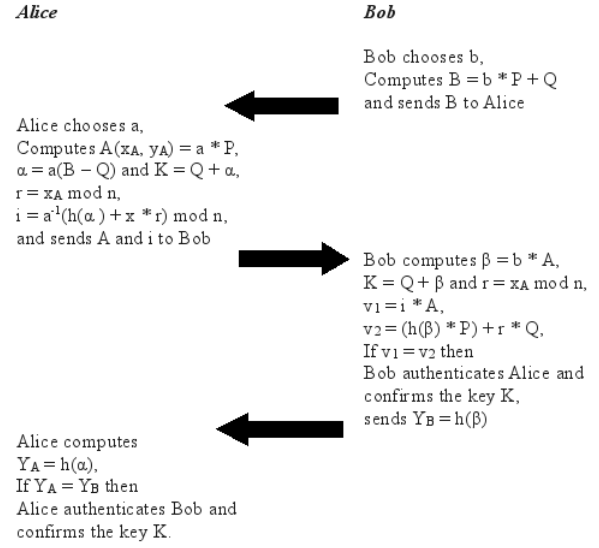 Alice
Bob
Bob chooses b,
Computes B = b * P + Q
and sends B to Alice
Alice chooses a,
Computes A(xA, yA) = a * P,
α = a(B − Q) and K = Q + α,
r = xA mod n,
i = a⁻¹(h(α ) + x * r) mod n,
and sends A and i to Bob
Bob computes β = b * A,
K = Q + β and r = xA mod n,
v1 = i * A,
v2 = (h(β) * P) + r * Q,
If v1 = v2 then
Bob authenticates Alice and
confirms the key K,
sends YB = h(β)
Alice computes
YA = h(α),
If YA = YB then
Alice authenticates Bob and
confirms the key K.